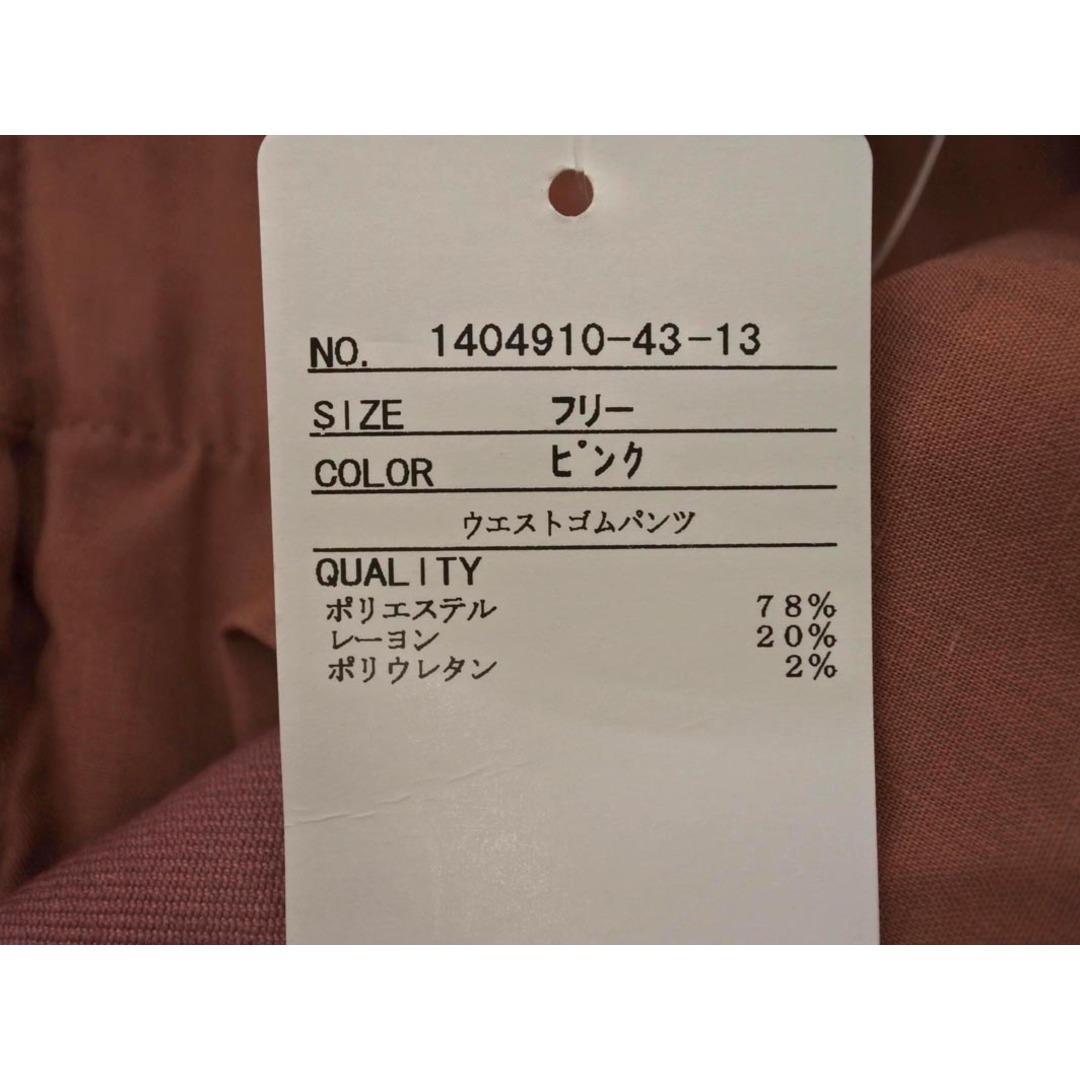 NO. 1404910-43-13
SIZE フリー
COLOR ピンク
ウエストゴムパンツ
QUALITY
ポリエステル 78%
レーヨン 20%
ポリウレタン 2%